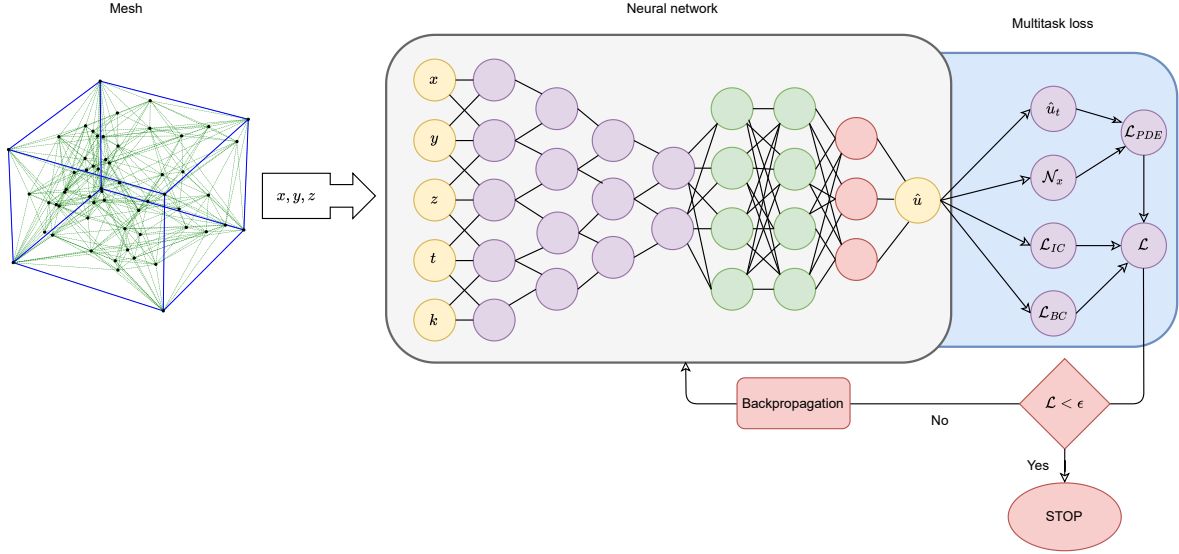 Mesh
Neural network
Multitask loss
x, y, z
x
y
z
t
k
û
û_t
𝒩_x
ℒ_IC
ℒ_BC
ℒ_PDE
ℒ
ℒ < ϵ
Backpropagation
No
Yes
STOP